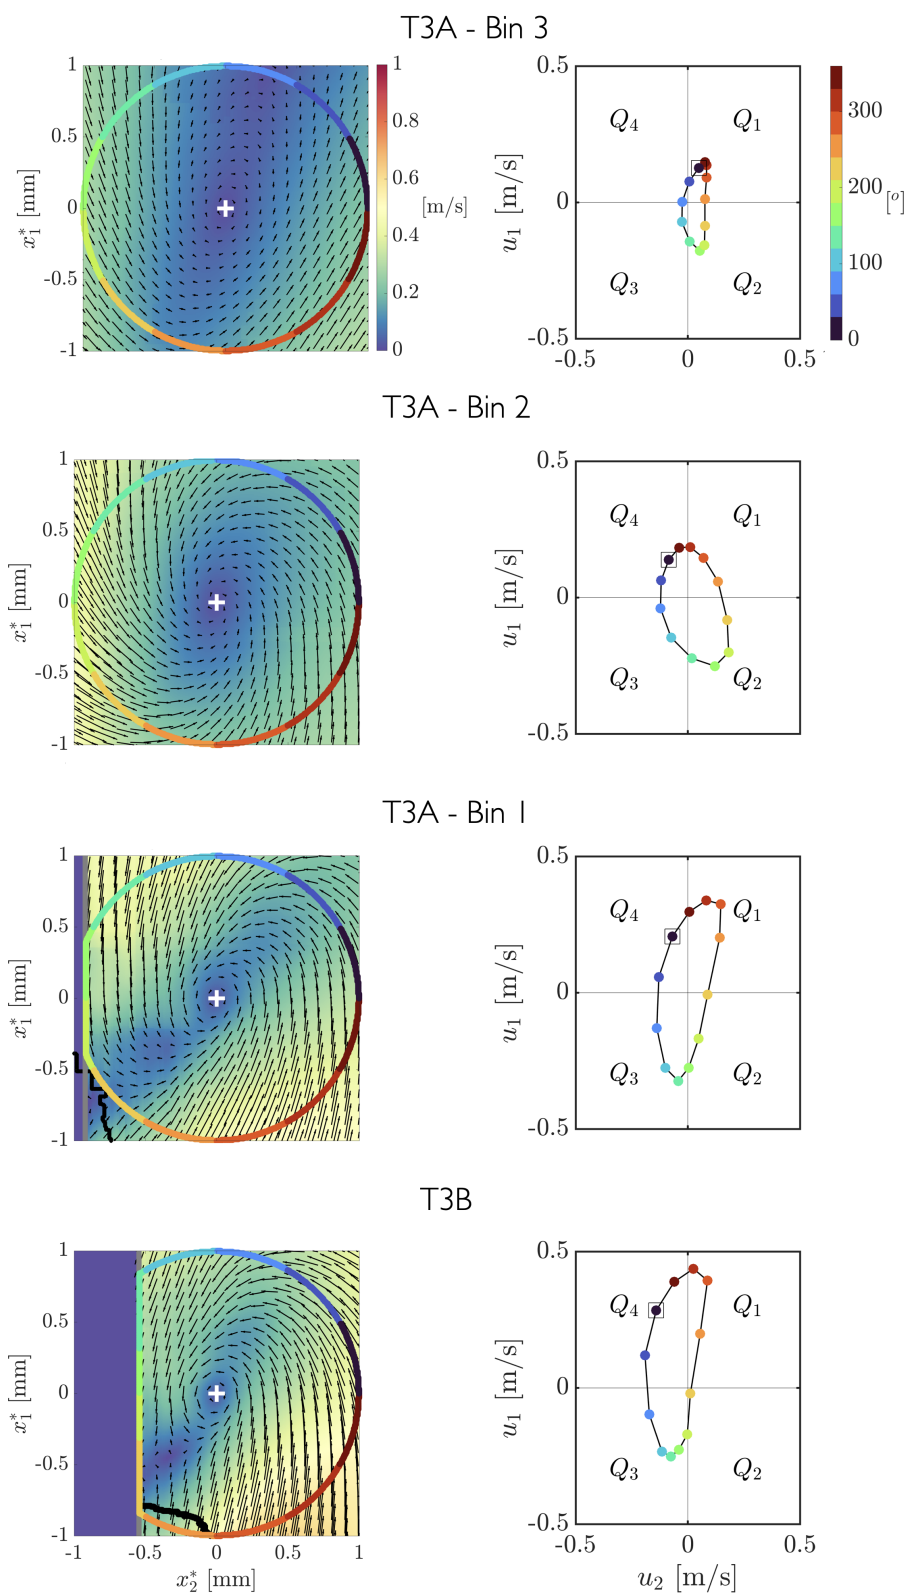 T3A - Bin 3
1
0.5
0
-0.5
-1
x₁* [mm]
1
0.8
0.6
0.4
0.2
0
[m/s]
0.5
0
-0.5
u₁ [m/s]
Q₄
Q₁
Q₃
Q₂
-0.5
0
0.5
300
200
100
0
[°]
T3A - Bin 2
1
0.5
0
-0.5
-1
x₁* [mm]
0.5
0
-0.5
u₁ [m/s]
Q₄
Q₁
Q₃
Q₂
T3A - Bin 1
1
0.5
0
-0.5
-1
x₁* [mm]
0.5
0
-0.5
u₁ [m/s]
Q₄
Q₁
Q₃
Q₂
T3B
1
0.5
0
-0.5
-1
x₁* [mm]
-1
-0.5
0
0.5
1
x₂* [mm]
0.5
0
-0.5
u₁ [m/s]
Q₄
Q₁
Q₃
Q₂
-0.5
0
0.5
u₂ [m/s]